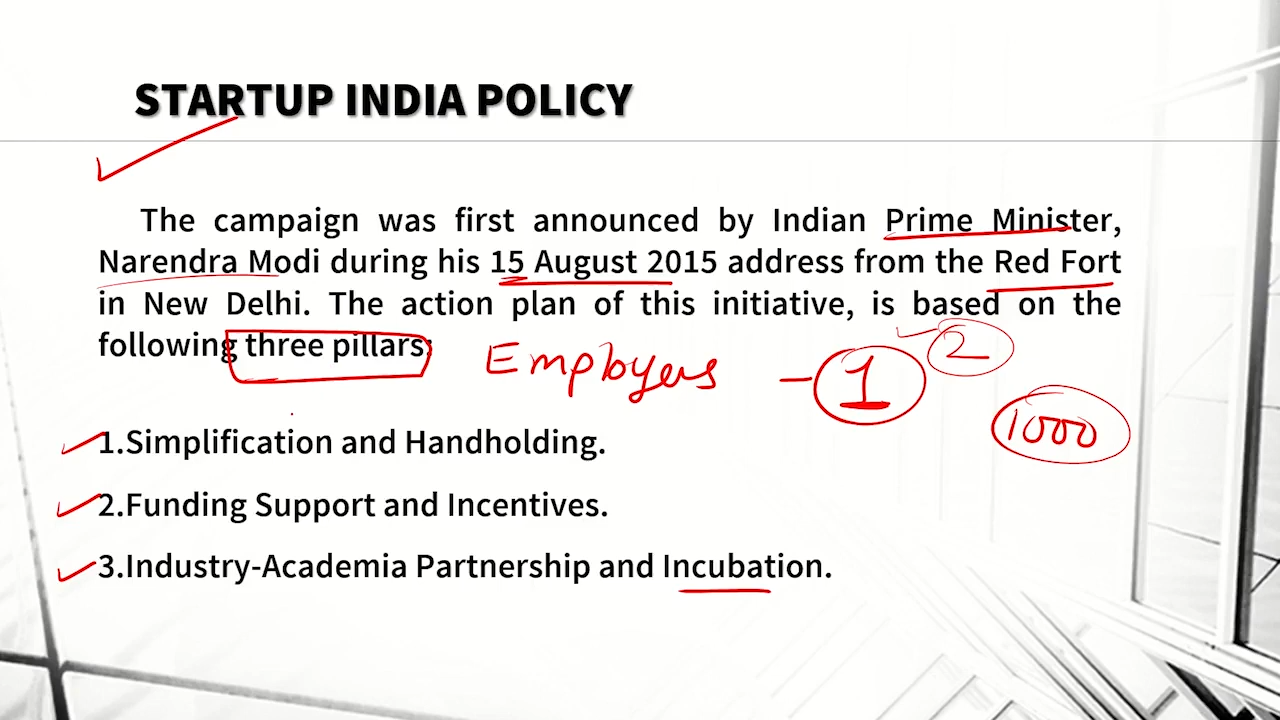 STARTUP INDIA POLICY
The campaign was first announced by Indian Prime Minister,
Narendra Modi during his 15 August 2015 address from the Red Fort
in New Delhi. The action plan of this initiative, is based on the
following three pillars:
Employers - 1 2
1000
1.Simplification and Handholding.
2.Funding Support and Incentives.
3.Industry-Academia Partnership and Incubation.